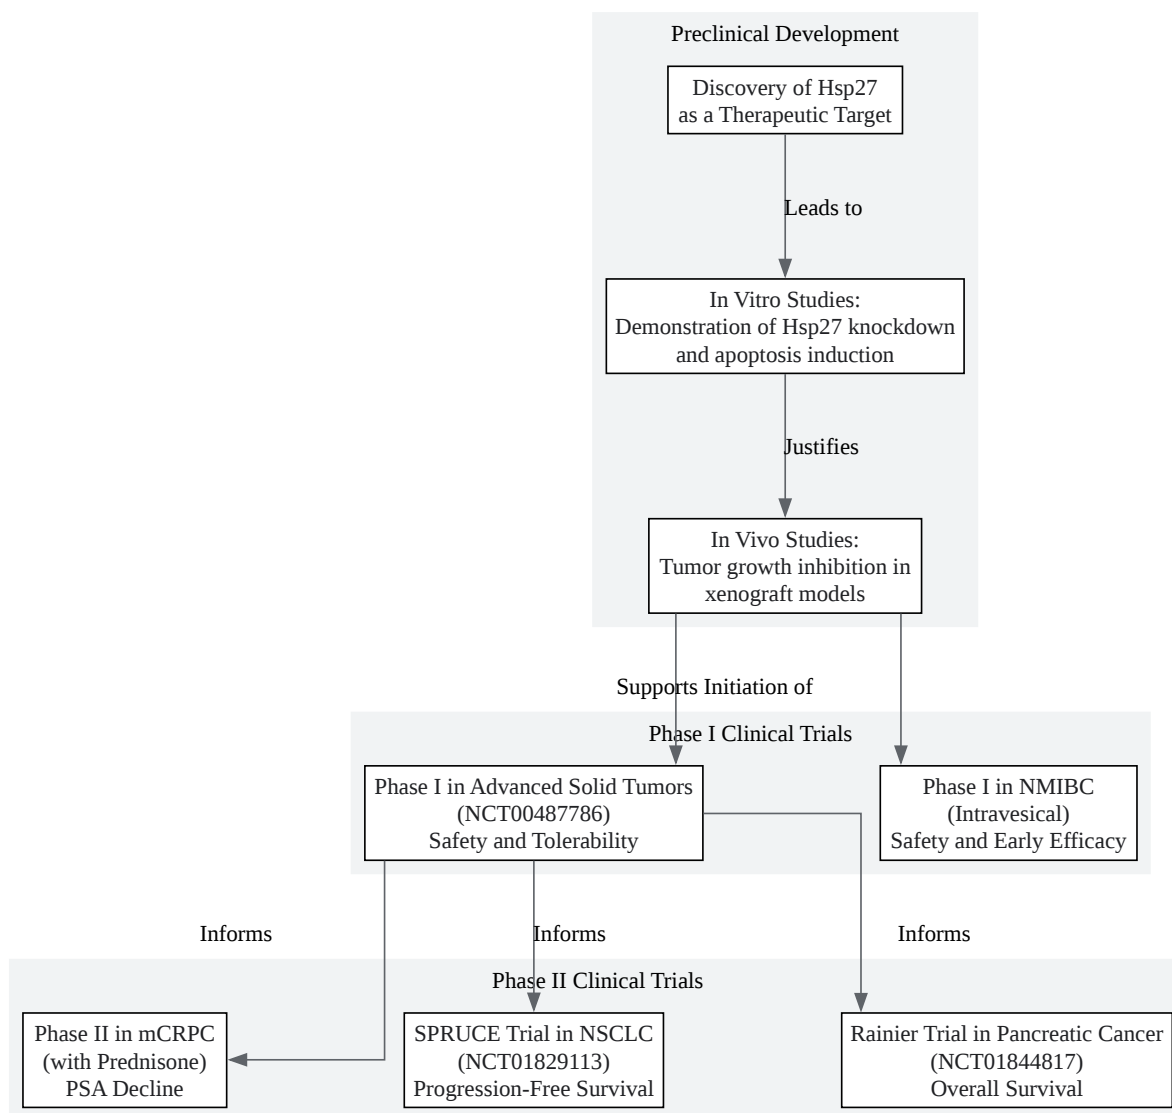 Preclinical Development
Discovery of Hsp27
as a Therapeutic Target
Leads to
In Vitro Studies:
Demonstration of Hsp27 knockdown
and apoptosis induction
Justifies
In Vivo Studies:
Tumor growth inhibition in
xenograft models
Supports Initiation of
Phase I Clinical Trials
Phase I in Advanced Solid Tumors
(NCT00487786)
Safety and Tolerability
Phase I in NMIBC
(Intravesical)
Safety and Early Efficacy
Informs
Informs
Informs
Phase II Clinical Trials
Phase II in mCRPC
(with Prednisone)
PSA Decline
SPRUCE Trial in NSCLC
(NCT01829113)
Progression-Free Survival
Rainier Trial in Pancreatic Cancer
(NCT01844817)
Overall Survival